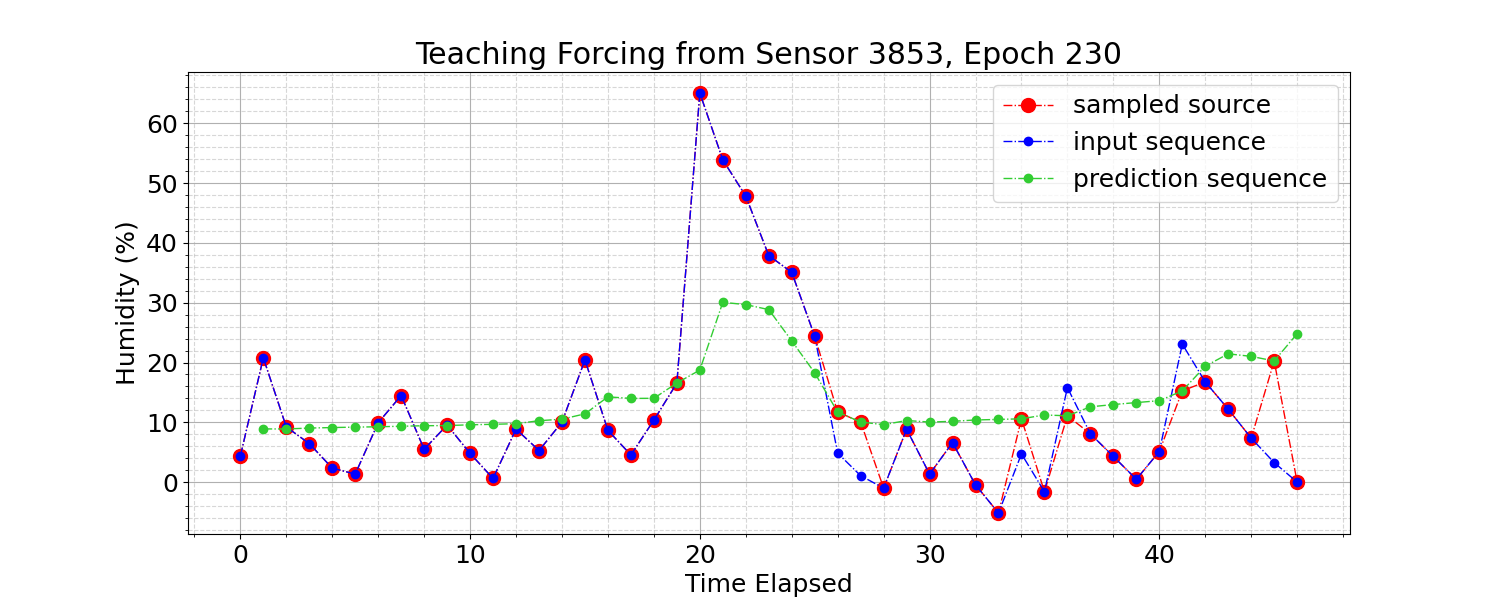 Teaching Forcing from Sensor 3853, Epoch 230
sampled source
input sequence
prediction sequence
Humidity (%)
60
50
40
30
20
10
0
0 10 20 30 40
Time Elapsed